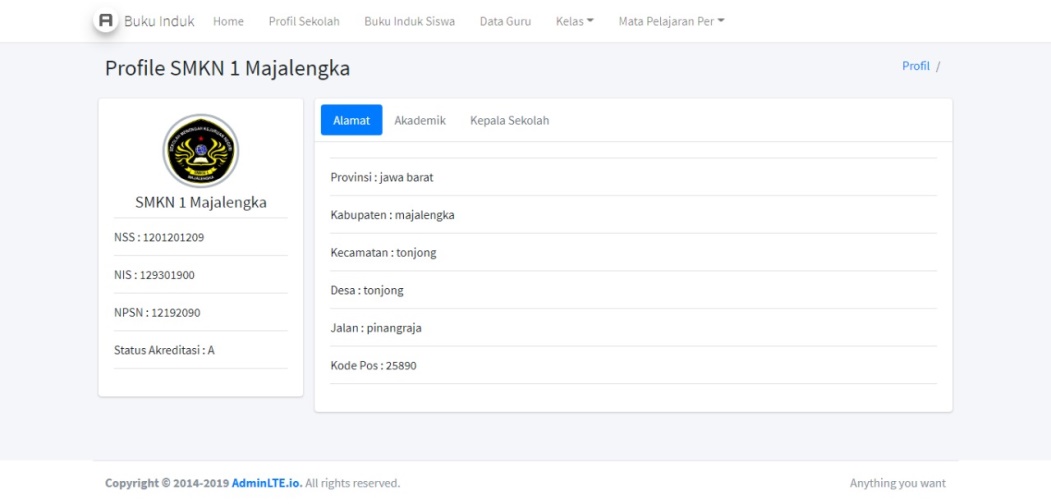 Buku Induk Home Profil Sekolah Buku Induk Siswa Data Guru Kelas Mata Pelajaran Per
Profile SMKN 1 Majalengka
Profil /
SMKN 1 Majalengka
NSS : 1201201209
NIS : 129301900
NPSN : 12192090
Status Akreditasi : A
Alamat Akademik Kepala Sekolah
Provinsi : jawa barat
Kabupaten : majalengka
Kecamatan : tonjong
Desa : tonjong
Jalan : pinangraja
Kode Pos : 25890
Copyright © 2014-2019 AdminLTE.io. All rights reserved.
Anything you want